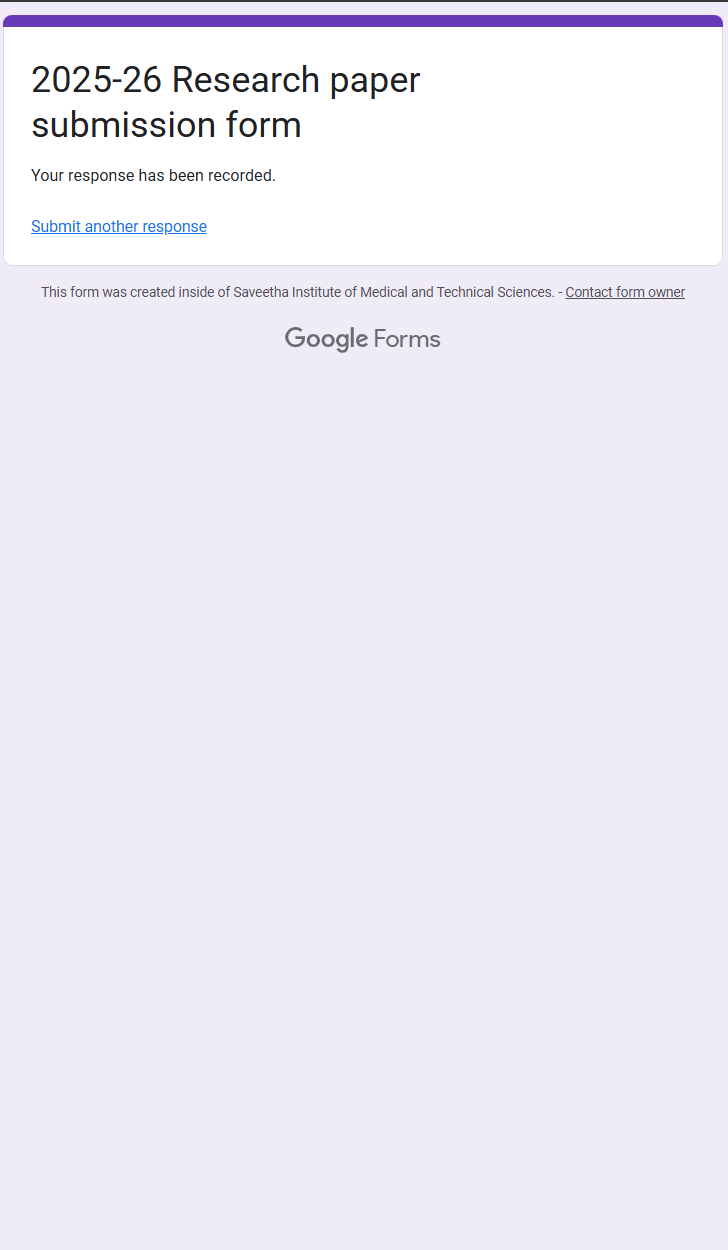 2025-26 Research paper
submission form
Your response has been recorded.
Submit another response
This form was created inside of Saveetha Institute of Medical and Technical Sciences. - Contact form owner
Google Forms